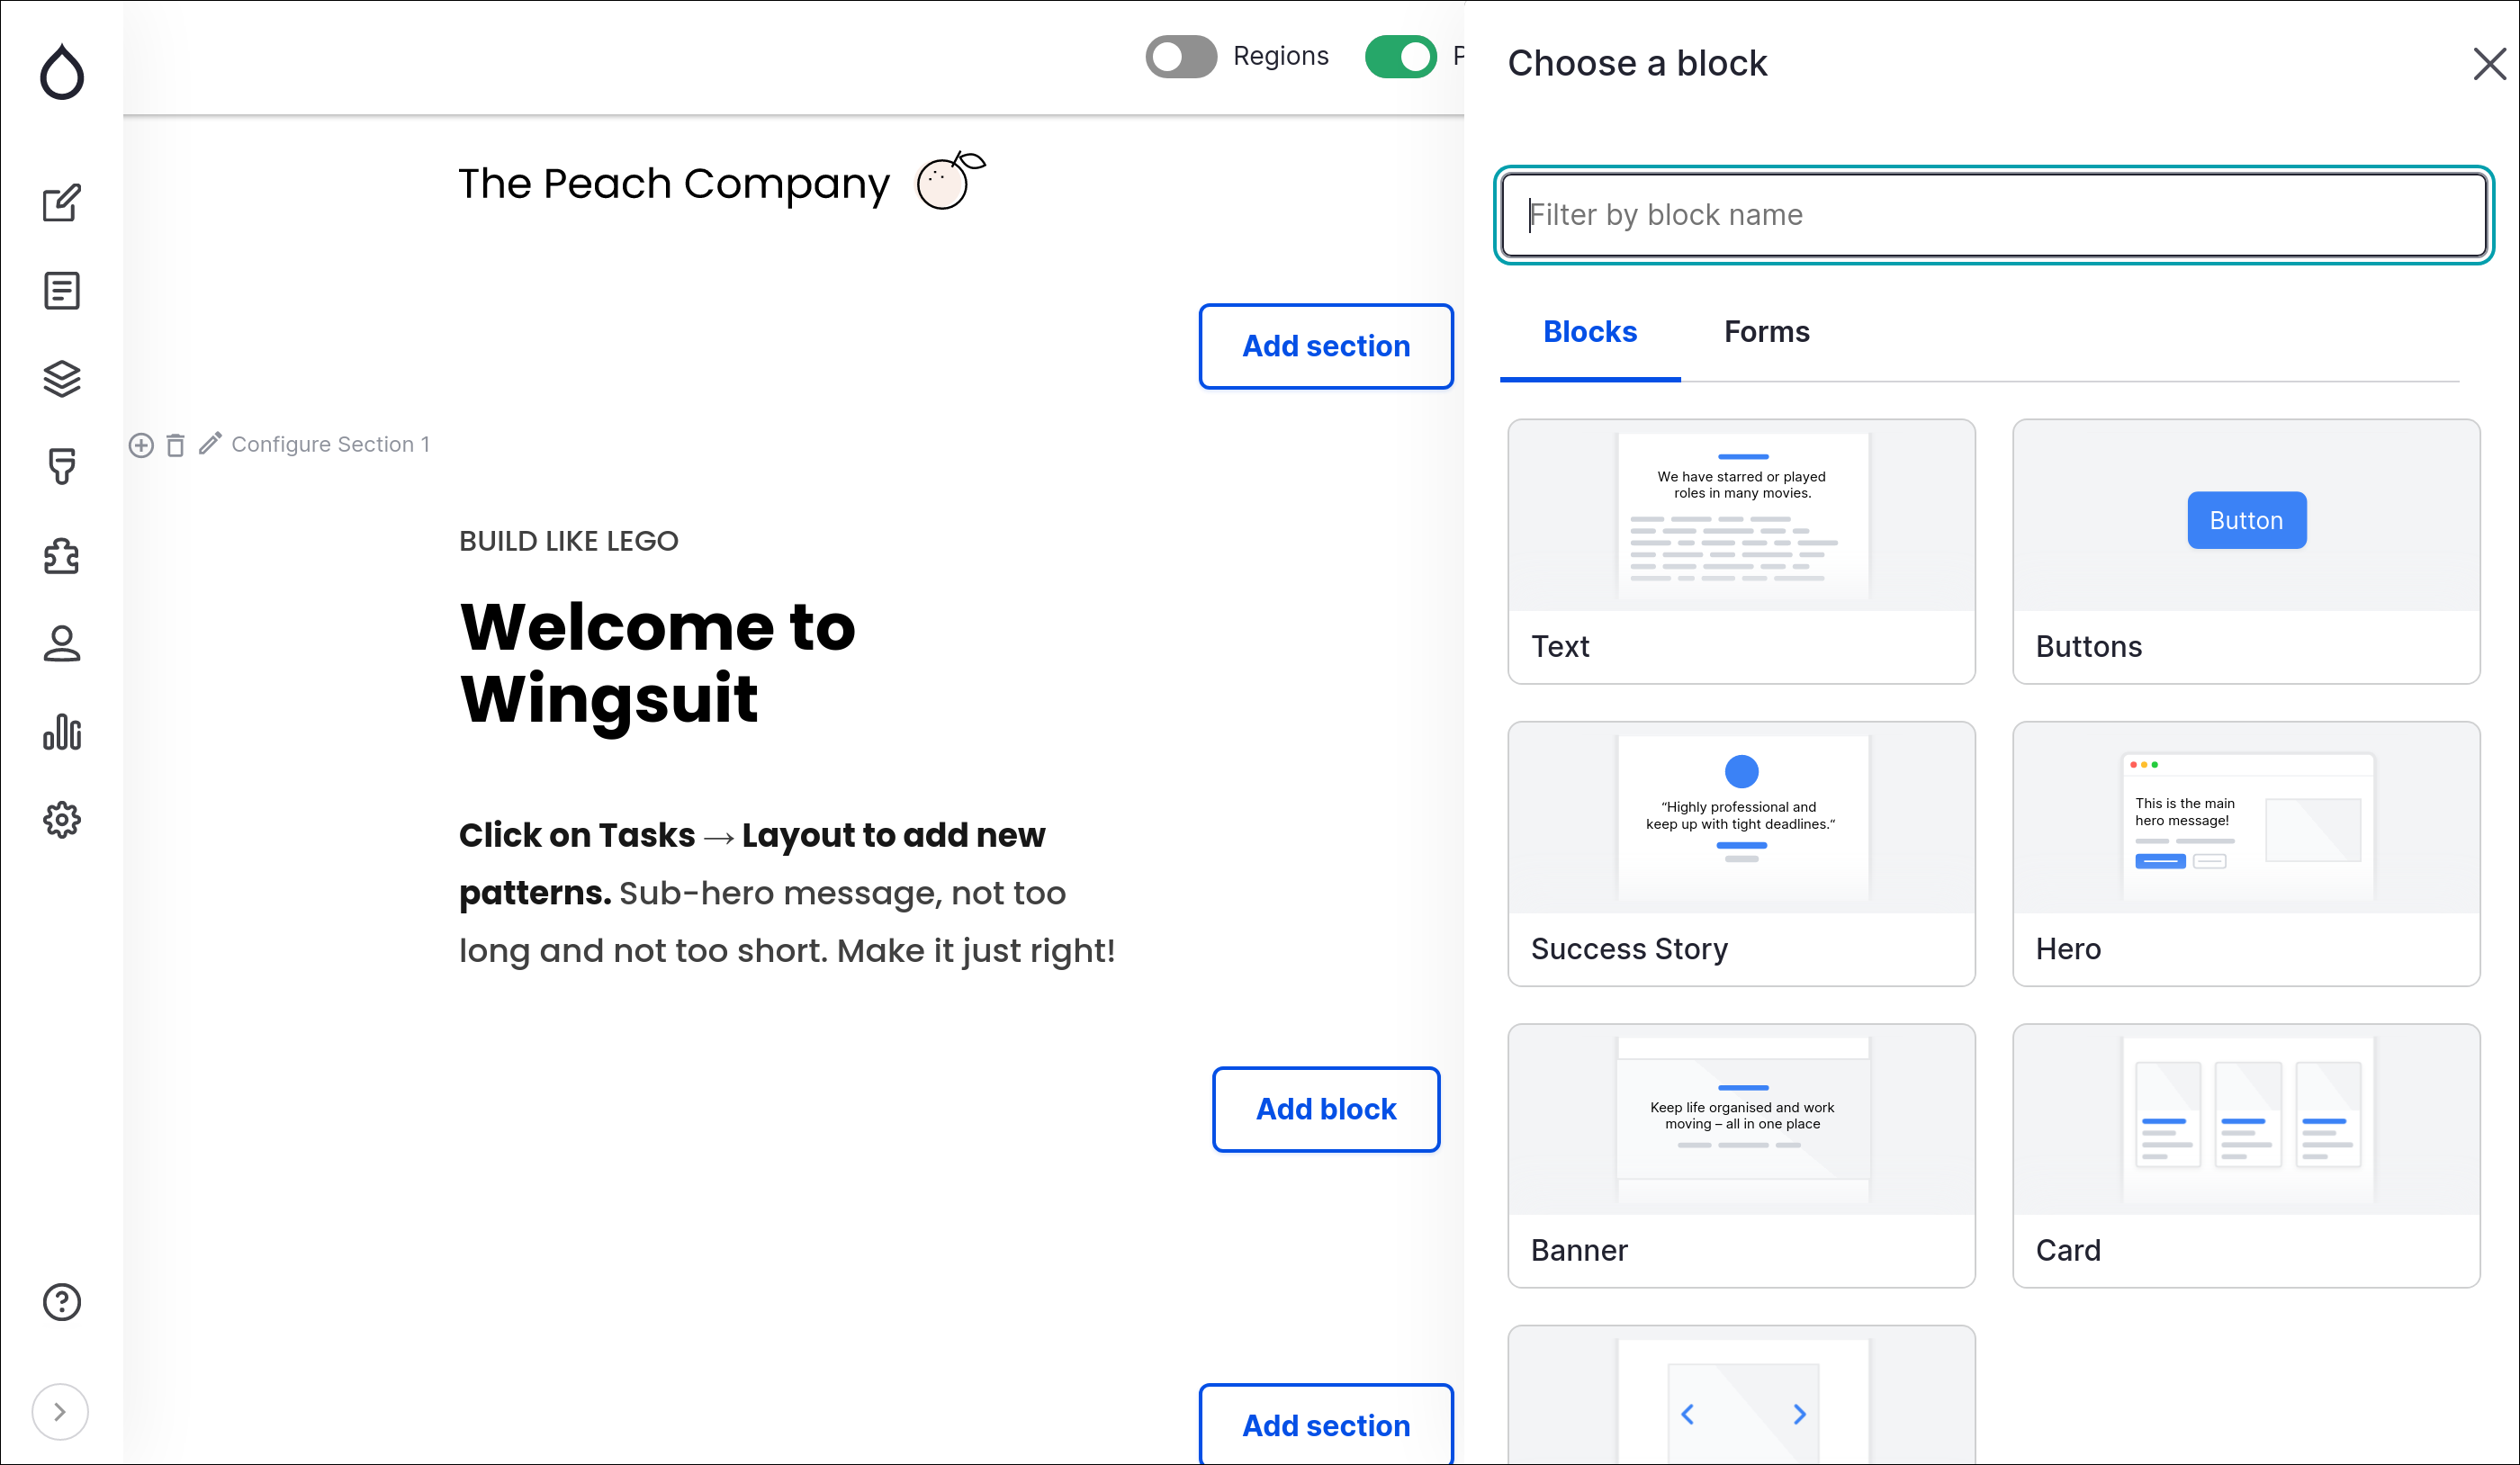 Regions
P
The Peach Company
Add section
Configure Section 1
BUILD LIKE LEGO
Welcome to
Wingsuit
Click on Tasks → Layout to add new
patterns. Sub-hero message, not too
long and not too short. Make it just right!
Add block
Add section
Choose a block
Filter by block name
Blocks
Forms
We have starred or played
roles in many movies.
Text
Button
Buttons
“Highly professional and
keep up with tight deadlines.”
Success Story
This is the main
hero message!
Hero
Keep life organised and work
moving – all in one place
Banner
Card